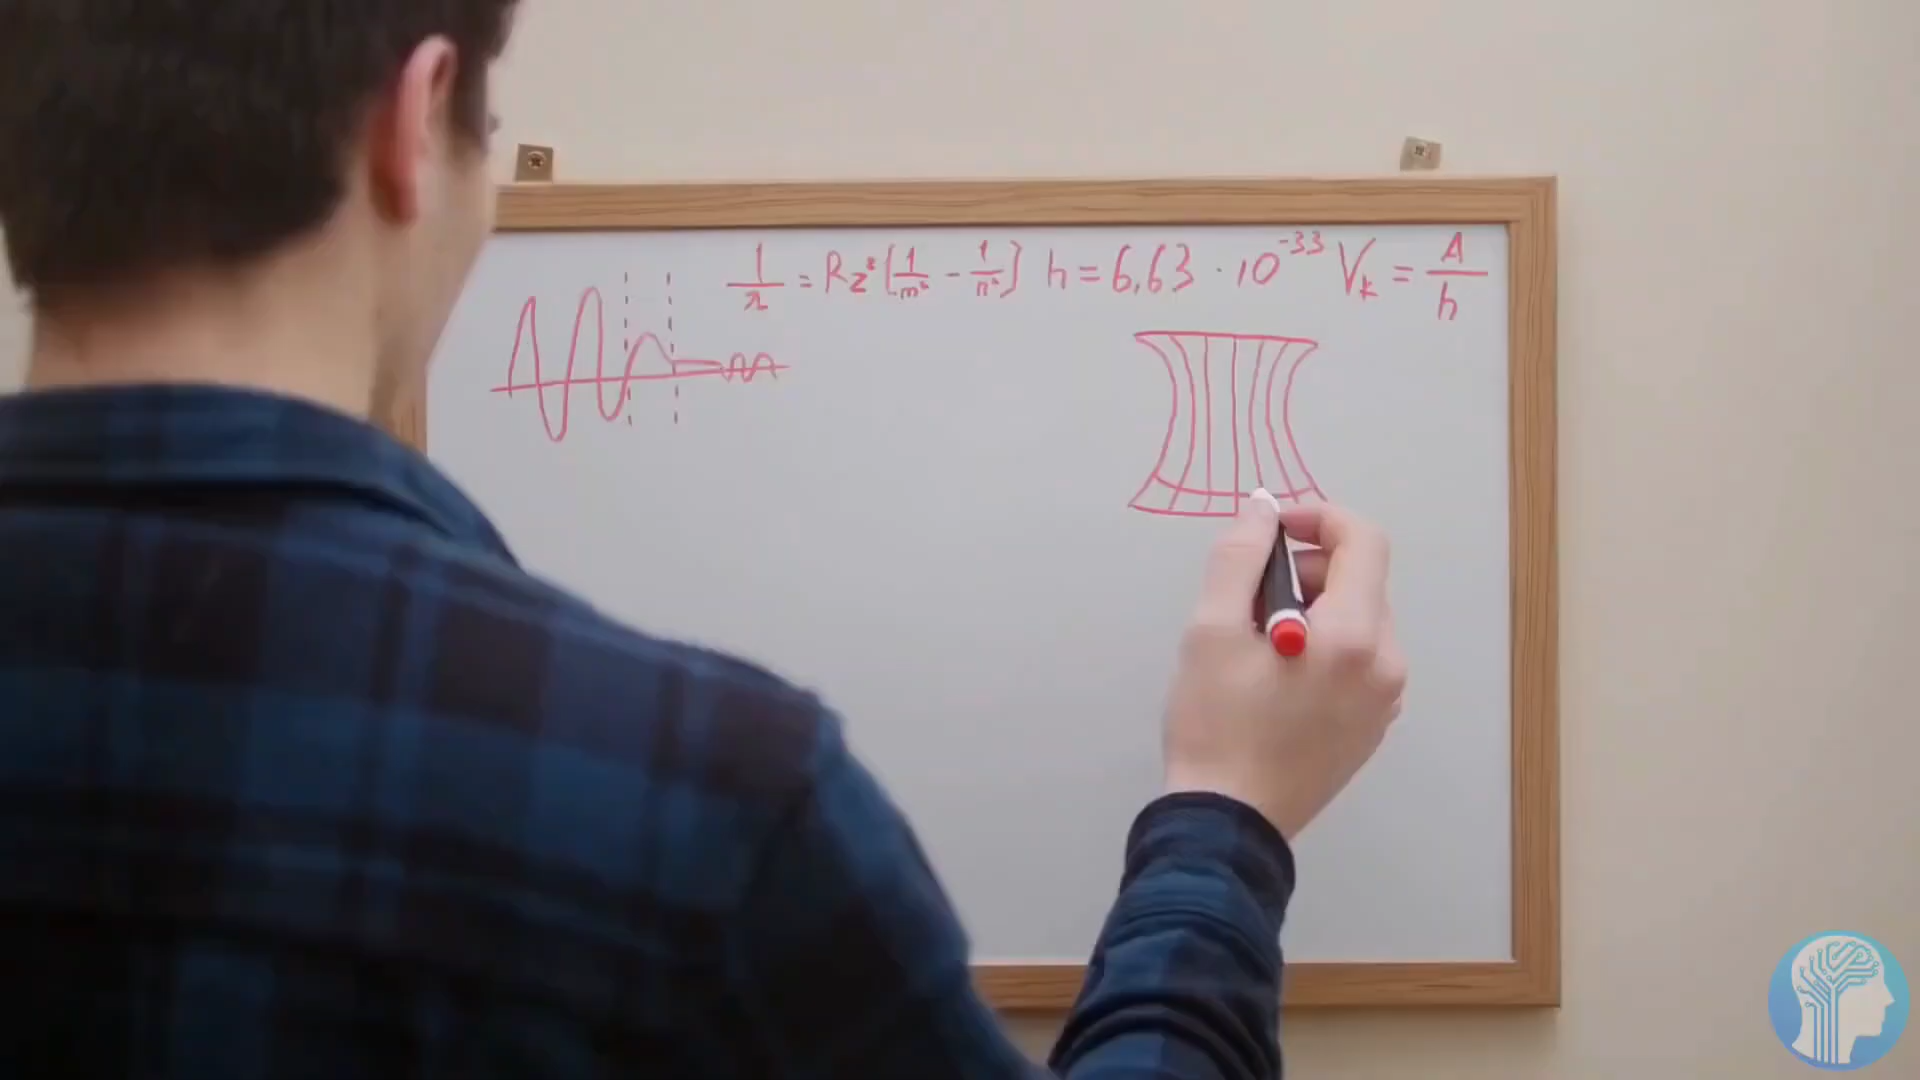 1/λ = Rz² [1/m² - 1/n²] h = 6,63 · 10⁻³³ Vₖ = A/h